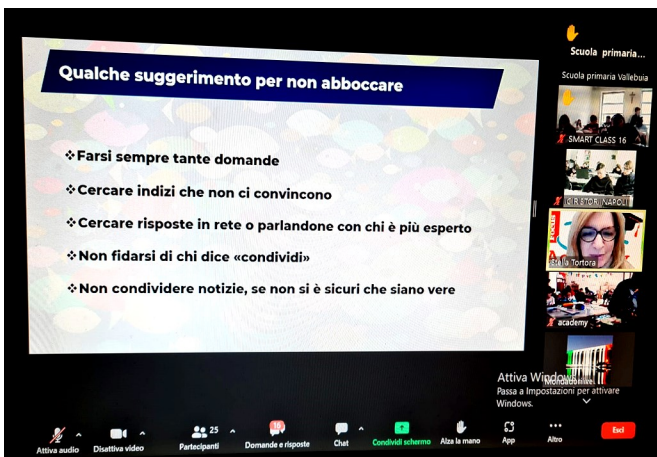 Qualche suggerimento per non abboccare
❖Farsi sempre tante domande
❖Cercare indizi che non ci convincono
❖Cercare risposte in rete o parlandone con chi è più esperto
❖Non fidarsi di chi dice «condividi»
❖Non condividere notizie, se non si è sicuri che siano vere
Scuola primaria...
Scuola primaria Vallebuia
SMART CLASS 16
Stella Tortora
academy
Attiva Windows
Passa a Impostazioni per attivare
Windows.
Attiva audio
Disattiva video
25
Partecipanti
Domande e risposte
Chat
Condividi schermo
Alza la mano
App
Altro
Esci